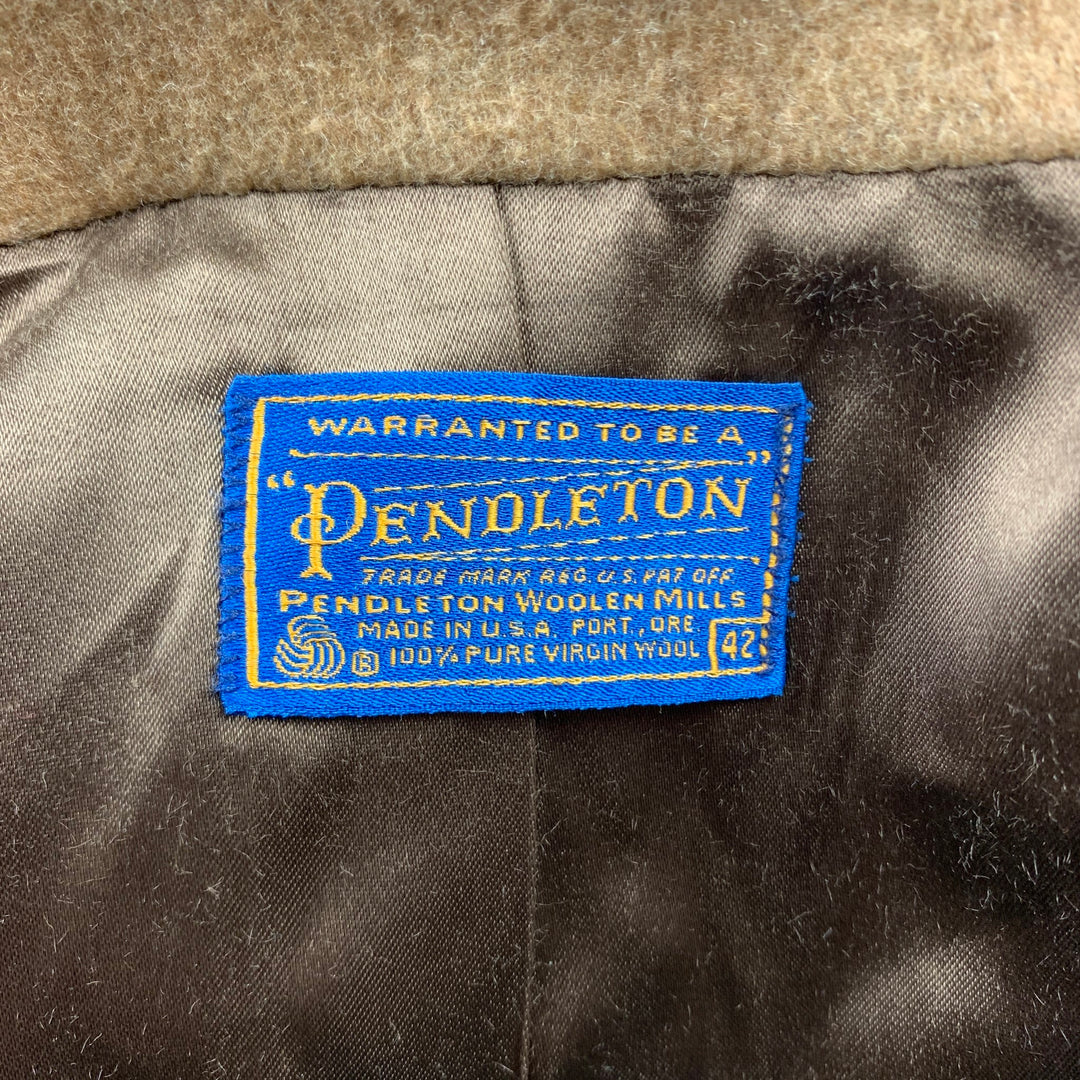 WARRANTED TO BE A
"PENDLETON"
TRADE MARK REG. U.S. PAT OFF
PENDLETON WOOLEN MILLS
MADE IN U.S.A. PORT., ORE
® 100% PURE VIRGIN WOOL 42